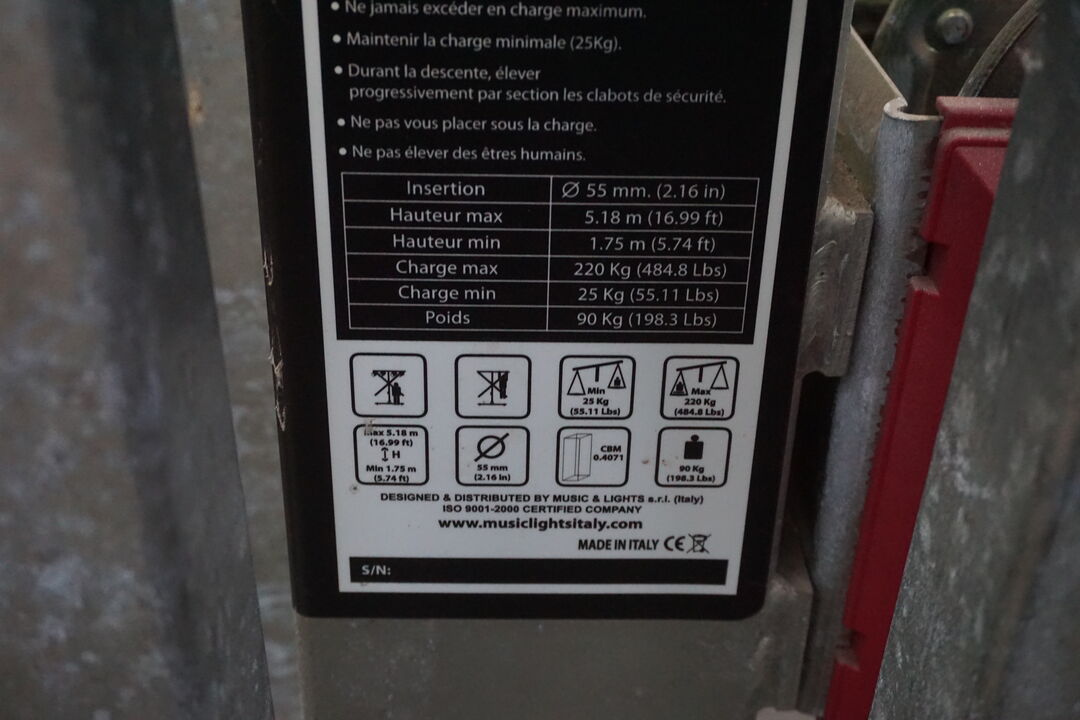 • Ne jamais excéder en charge maximum.
• Maintenir la charge minimale (25Kg).
• Durant la descente, élever
progressivement par section les clabots de sécurité.
• Ne pas vous placer sous la charge.
• Ne pas élever des êtres humains.
Insertion Ø 55 mm. (2.16 in)
Hauteur max 5.18 m (16.99 ft)
Hauteur min 1.75 m (5.74 ft)
Charge max 220 Kg (484.8 Lbs)
Charge min 25 Kg (55.11 Lbs)
Poids 90 Kg (198.3 Lbs)
Min
25 Kg
(55.11 Lbs)
Max
220 Kg
(484.8 Lbs)
Max 5.18 m
(16.99 ft)
H
Min 1.75 m
(5.74 ft)
Ø
55 mm
(2.16 in)
CBM
0.4071
90 Kg
(198.3 Lbs)
DESIGNED & DISTRIBUTED BY MUSIC & LIGHTS s.r.l. (Italy)
ISO 9001-2000 CERTIFIED COMPANY
www.musiclightsitaly.com
MADE IN ITALY CE
S/N: